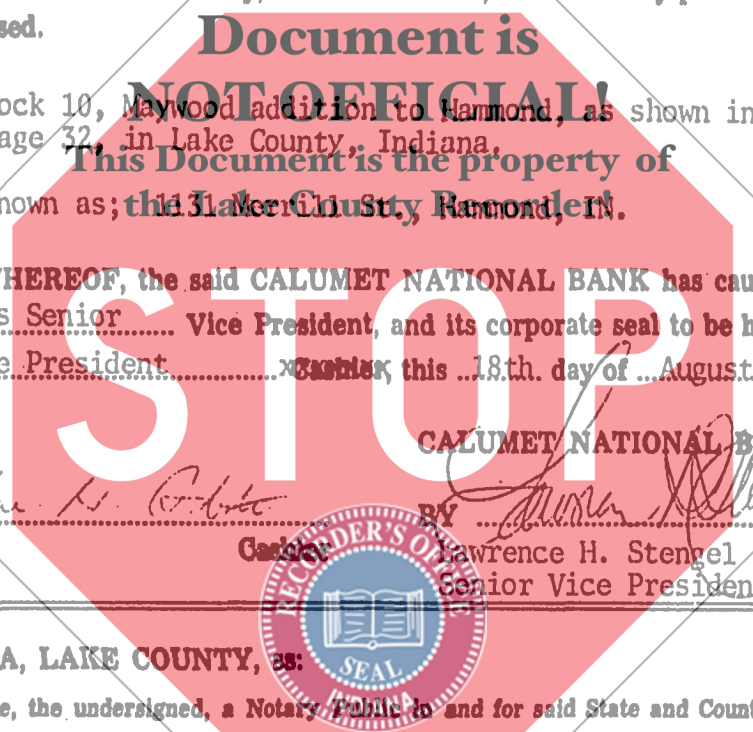 sed.
Document is
NOT OFFICIAL!
ock 10, Maywood addition to Hammond, as shown in
age 32, in Lake County, Indiana.
This Document is the property of
the Lake County Recorder!
nown as; 1131 Merrill St., Hammond, IN.
HEREOF, the said CALUMET NATIONAL BANK has cau
s Senior Vice President, and its corporate seal to be h
e President Cashier, this 18th day of August
STOP
CALUMET NATIONAL B
BY
Cashier Lawrence H. Stengel
Senior Vice Presiden
RECORDER'S OFFICE
SEAL
INDIANA
A, LAKE COUNTY, ss:
e, the undersigned, a Notary Public in and for said State and Count